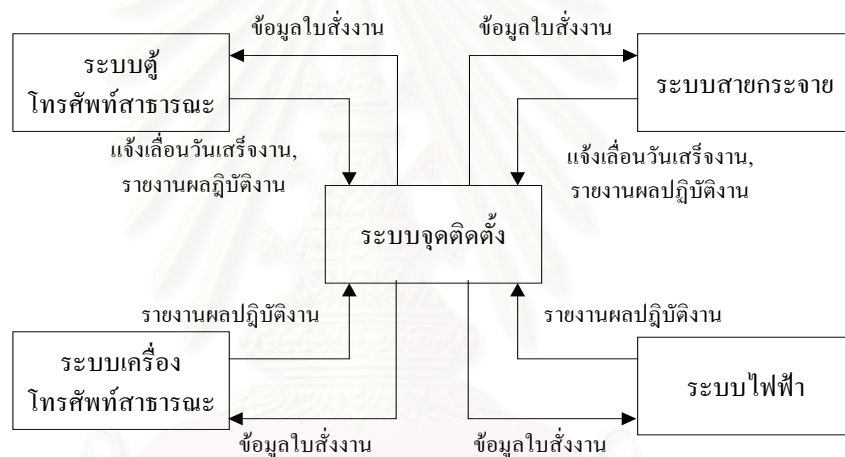 ข้อมูลใบสั่งงาน
ข้อมูลใบสั่งงาน
ระบบตู้
โทรศัพท์สาธารณะ
ระบบสายกระจาย
แจ้งเลื่อนวันเสร็จงาน,
รายงานผลฎิบัติงาน
แจ้งเลื่อนวันเสร็จงาน,
รายงานผลปฏิบัติงาน
ระบบจุดติดตั้ง
รายงานผลปฎิบัติงาน
รายงานผลปฎิบัติงาน
ระบบเครื่อง
โทรศัพท์สาธารณะ
ระบบไฟฟ้า
ข้อมูลใบสั่งงาน
ข้อมูลใบสั่งงาน